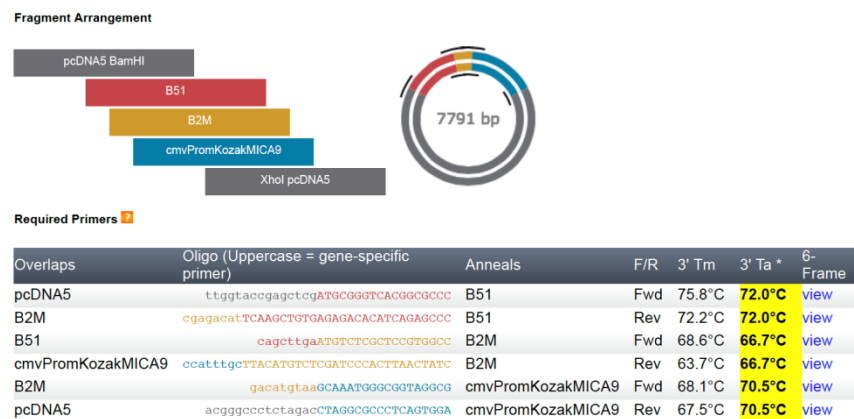 Fragment Arrangement
pcDNA5 BamHI
B51
B2M
cmvPromKozakMICA9
XhoI pcDNA5
7791 bp
Required Primers ?
Overlaps Oligo (Uppercase = gene-specific primer) Anneals F/R 3' Tm 3' Ta * 6-Frame
pcDNA5 ttggtaccgagctcgATGCGGGTCACGGCGCCC B51 Fwd 75.8°C 72.0°C view
B2M cgagacatTCAAGCTGTGAGAGACACATCAGAGCCC B51 Rev 72.2°C 72.0°C view
B51 cagcttgaATGTCTCGCTCCGTGGCC B2M Fwd 68.6°C 66.7°C view
cmvPromKozakMICA9 ccatttgcTTACATGTCTCGATCCCACTTAACTATC B2M Rev 63.7°C 66.7°C view
B2M gacatgtaaGCAAATGGGCGGTAGGCG cmvPromKozakMICA9 Fwd 68.1°C 70.5°C view
pcDNA5 acgggccctctagacCTAGGCGCCCTCAGTGGA cmvPromKozakMICA9 Rev 67.5°C 70.5°C view